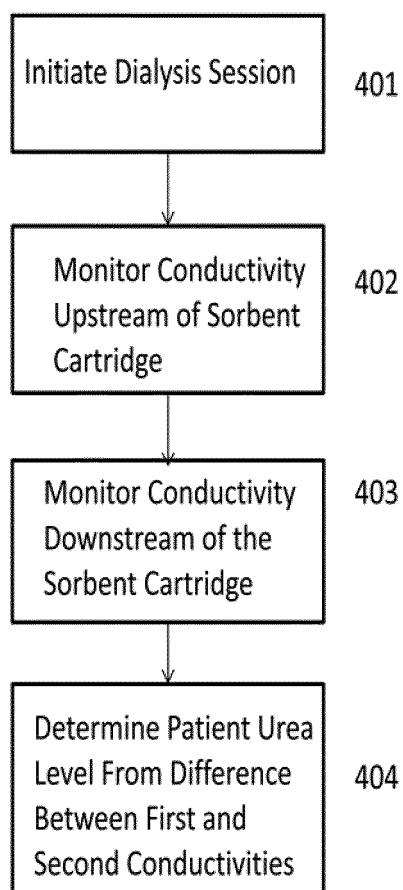 Initiate Dialysis Session
401
Monitor Conductivity
Upstream of Sorbent
Cartridge
402
Monitor Conductivity
Downstream of the
Sorbent Cartridge
403
Determine Patient Urea
Level From Difference
Between First and
Second Conductivities
404